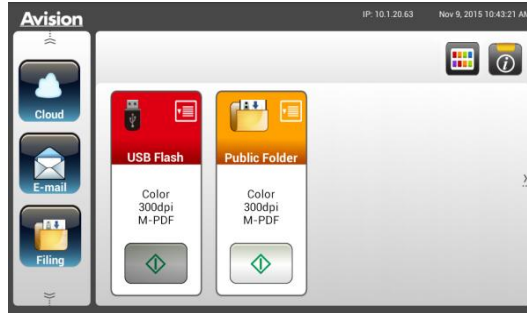 Avision
IP: 10.1.20.63
Nov 9, 2015 10:43:21 AM
Cloud
E-mail
Filing
USB Flash
Color
300dpi
M-PDF
Public Folder
Color
300dpi
M-PDF